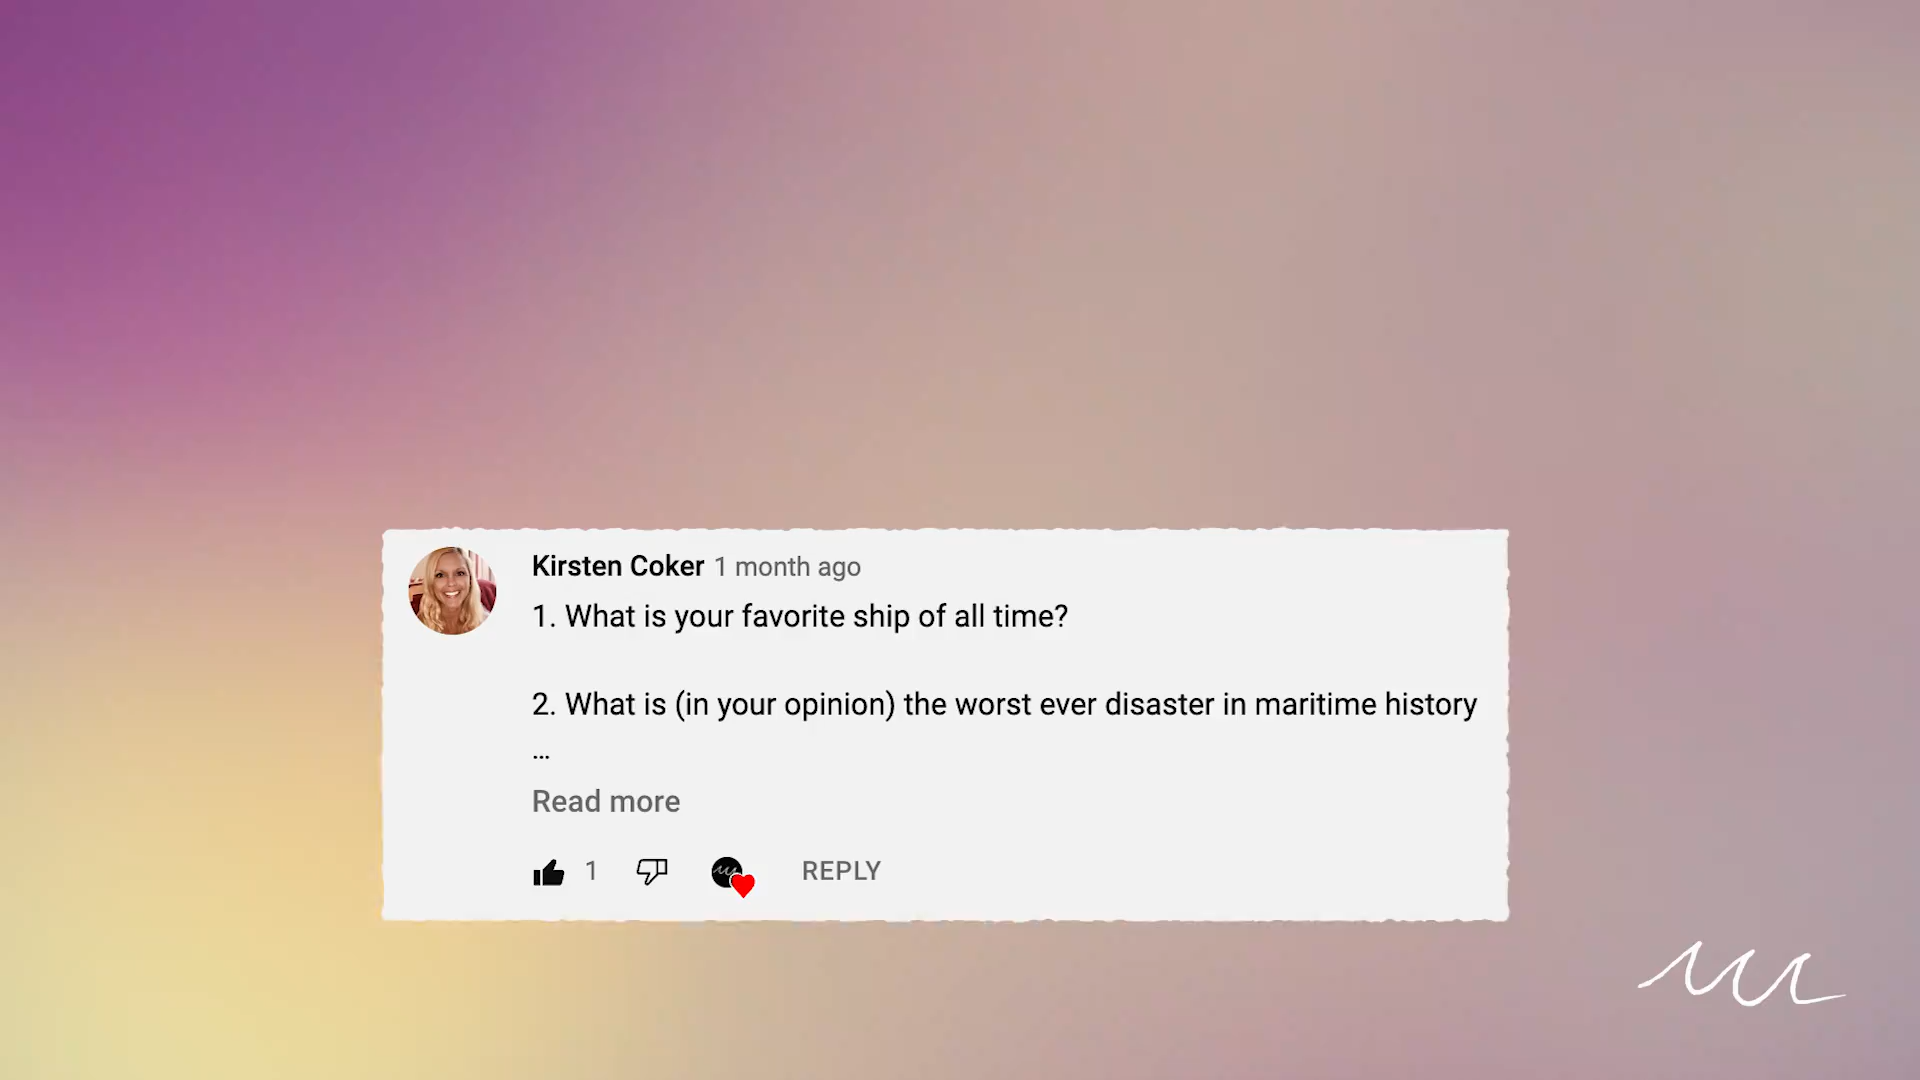 Kirsten Coker 1 month ago
1. What is your favorite ship of all time?
2. What is (in your opinion) the worst ever disaster in maritime history
...
Read more
1 REPLY